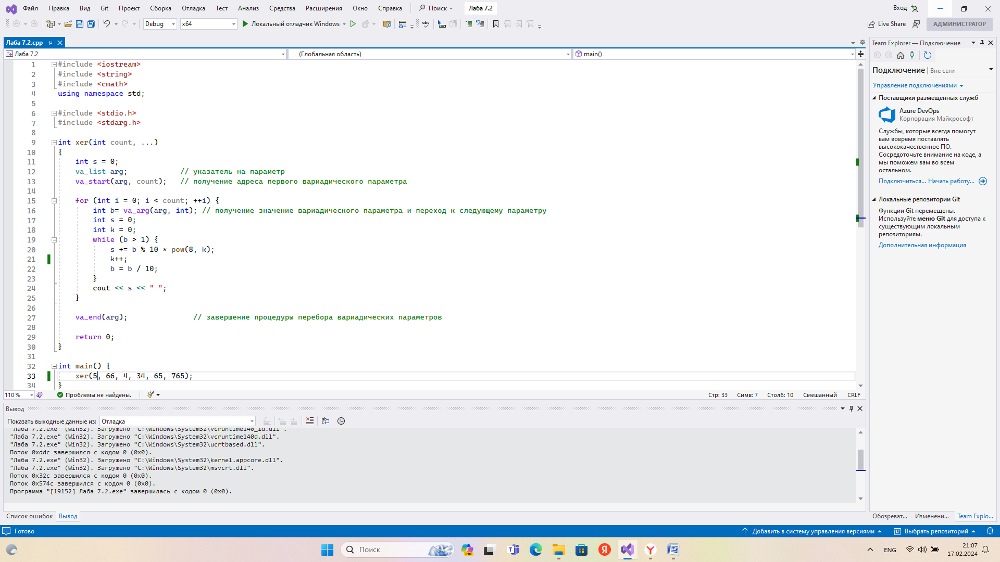 Файл Правка Вид Git Проект Сборка Отладка Тест Анализ Средства Расширения Окно Справка Поиск Лаба 7.2 Вход
Debug x64 Локальный отладчик Windows Live Share АДМИНИСТРАТОР
Лаба 7.2.cpp
Лаба 7.2 (Глобальная область) main()
1 #include <iostream>
2 #include <string>
3 #include <cmath>
4 using namespace std;
5
6 #include <stdio.h>
7 #include <stdarg.h>
8
9 int xer(int count, ...)
10 {
11 int s = 0;
12 va_list arg; // указатель на параметр
13 va_start(arg, count); // получение адреса первого вариадического параметра
14
15 for (int i = 0; i < count; ++i) {
16 int b= va_arg(arg, int); // получение значение вариадического параметра и переход к следующему параметру
17 int s = 0;
18 int k = 0;
19 while (b > 1) {
20 s += b % 10 * pow(8, k);
21 k++;
22 b = b / 10;
23 }
24 cout << s << " ";
25 }
26
27 va_end(arg); // завершение процедуры перебора вариадических параметров
28
29 return 0;
30 }
31
32 int main() {
33 xer(5, 66, 4, 34, 65, 765);
34 }
110 % Проблемы не найдены. Стр: 33 Симв: 7 Столб: 10 Смешанный CRLF
Вывод
Показать выходные данные из: Отладка
"Лаба 7.2.exe" (Win32). Загружено "C:\Windows\System32\vcruntime140_1d.dll".
"Лаба 7.2.exe" (Win32). Загружено "C:\Windows\System32\vcruntime140d.dll".
"Лаба 7.2.exe" (Win32). Загружено "C:\Windows\System32\ucrtbased.dll".
Поток 0xddc завершился с кодом 0 (0x0).
"Лаба 7.2.exe" (Win32). Загружено "C:\Windows\System32\kernel.appcore.dll".
"Лаба 7.2.exe" (Win32). Загружено "C:\Windows\System32\msvcrt.dll".
Поток 0x32c завершился с кодом 0 (0x0).
Поток 0x574c завершился с кодом 0 (0x0).
Программа "[19152] Лаба 7.2.exe" завершилась с кодом 0 (0x0).
Список ошибок Вывод
Team Explorer — Подключение
Подключение | Вне сети
Управление подключениями
Поставщики размещенных служб
Azure DevOps
Корпорация Майкрософт
Службы, которые всегда помогут
вам вовремя поставлять
высококачественное ПО.
Сосредоточьте внимание на коде, а
мы поможем вам во всем
остальном.
Подключиться... Начать работу...
Локальные репозитории Git
Функции Git перемещены.
Используйте меню Git для доступа к
существующим локальным
репозиториям.
Дополнительная информация
Обозреват... Изменени... Team Explo...
Готово Добавить в систему управления версиями Выбрать репозиторий
Поиск PRE ENG 21:07
17.02.2024